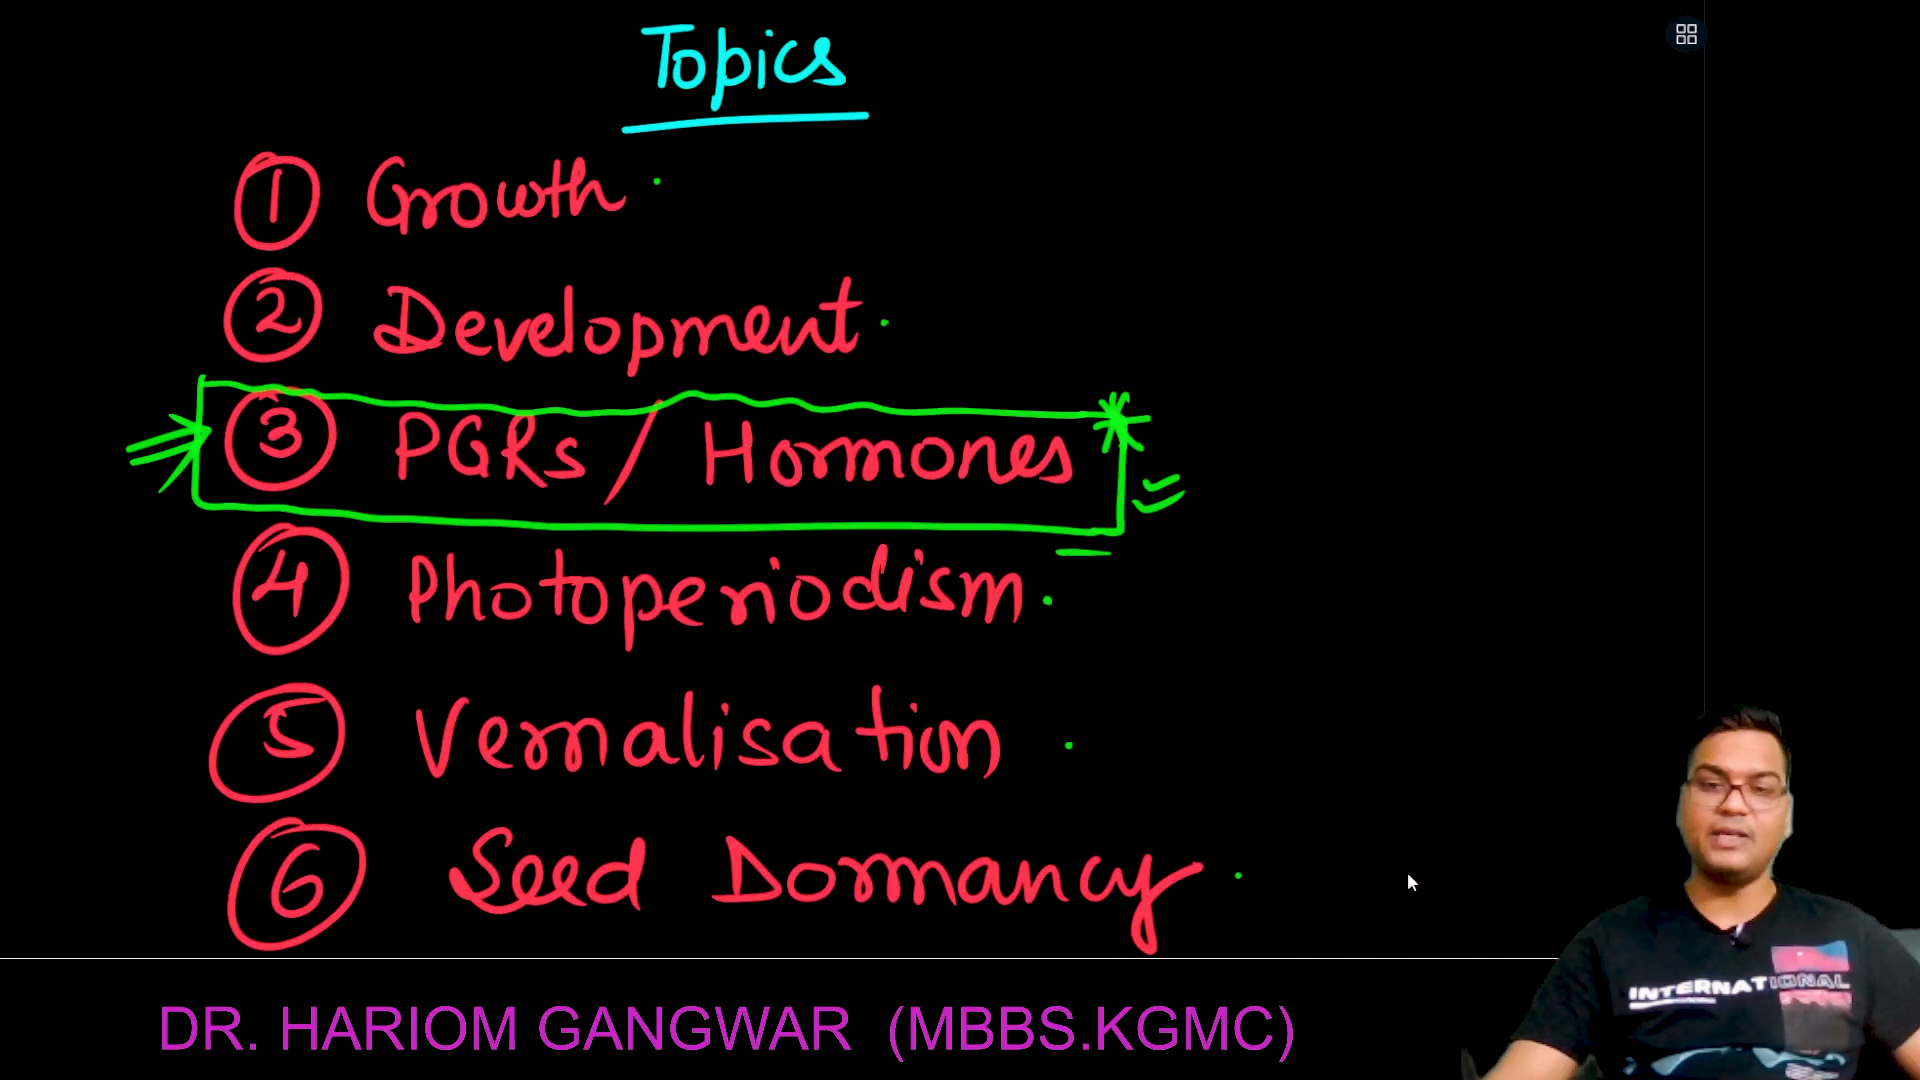 Topics
1 Growth
2 Development
3 PGRs / Hormones
4 Photoperiodism
5 Vernalisation
6 Seed Dormancy
INTERNATIONAL
DR. HARIOM GANGWAR (MBBS.KGMC)